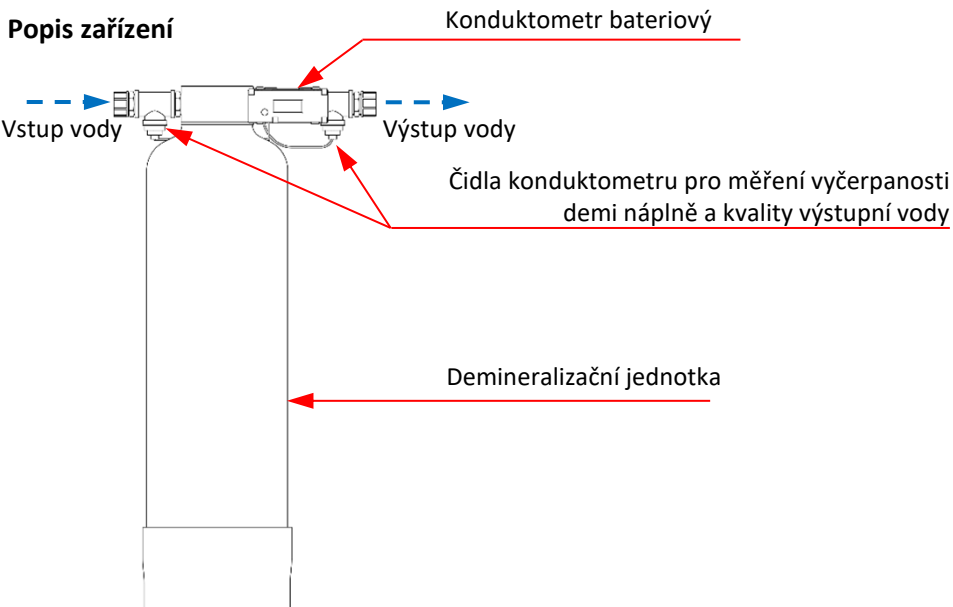 Popis zařízení
Konduktometr bateriový
Vstup vody
Výstup vody
Čidla konduktometru pro měření vyčerpanosti
demi náplně a kvality výstupní vody
Demineralizační jednotka